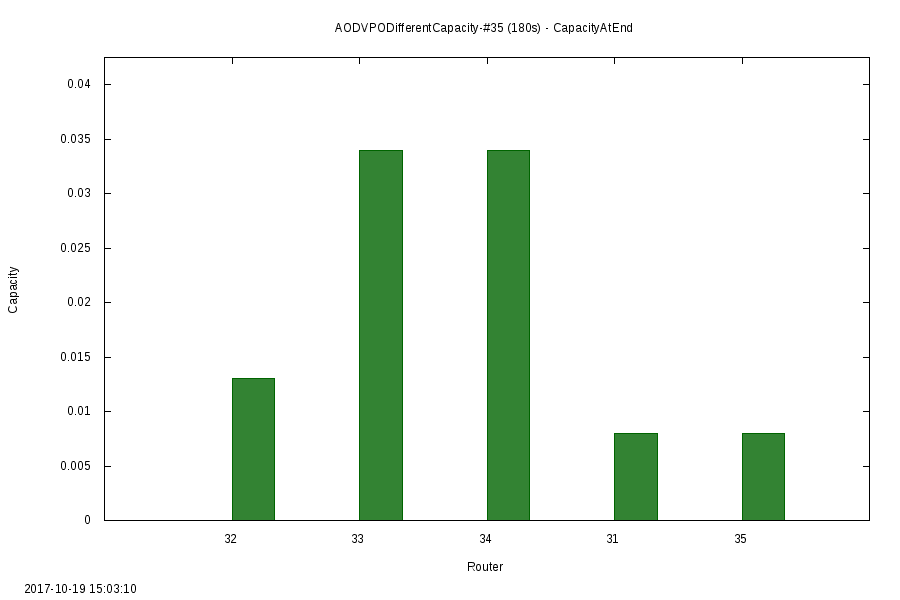 AODVPODifferentCapacity-#35 (180s) - CapacityAtEnd
0.04
0.035
0.03
0.025
0.02
0.015
0.01
0.005
0
Capacity
32 33 34 31 35
Router
2017-10-19 15:03:10